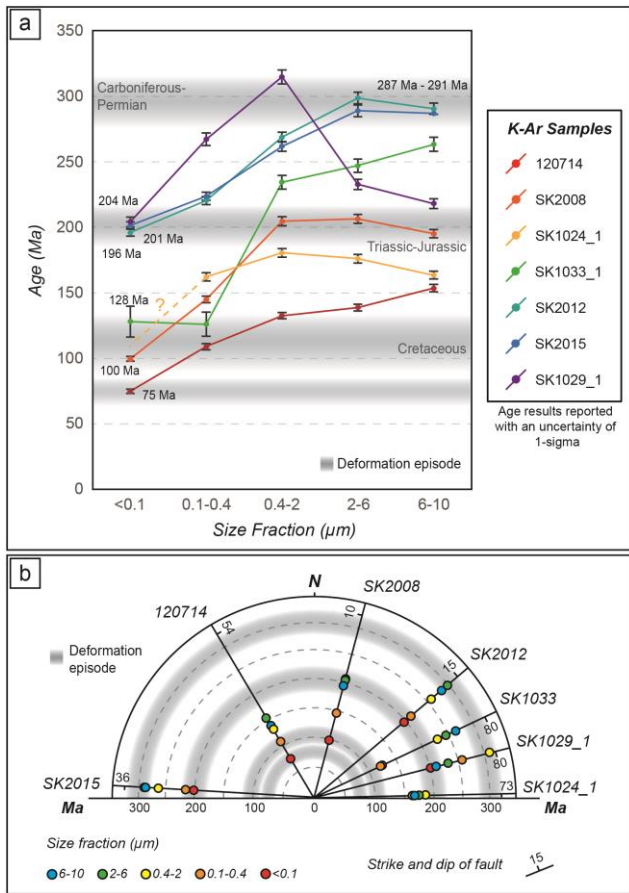 a
350
300
250
200
150
100
50
0
Age (Ma)
Carboniferous-
Permian
287 Ma - 291 Ma
204 Ma
201 Ma
196 Ma
Triassic-Jurassic
128 Ma
?
100 Ma
Cretaceous
75 Ma
Deformation episode
<0.1
0.1-0.4
0.4-2
2-6
6-10
Size Fraction (µm)
K-Ar Samples
120714
SK2008
SK1024_1
SK1033_1
SK2012
SK2015
SK1029_1
Age results reported
with an uncertainty of
1-sigma
b
N
SK2008
120714
10
54
Deformation
episode
SK2012
15
SK1033
80
SK1029_1
80
SK2015
36
SK1024_1
73
Ma
300
200
100
0
100
200
300
Ma
Size fraction (µm)
6-10
2-6
0.4-2
0.1-0.4
<0.1
Strike and dip of fault
15